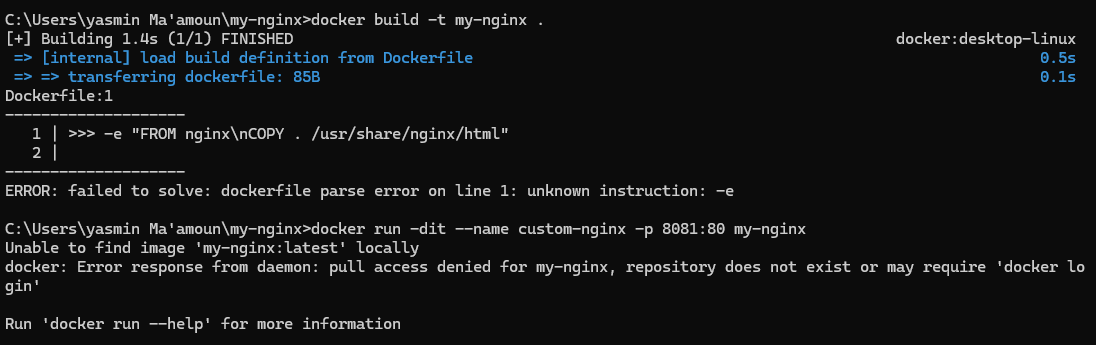 C:\Users\yasmin Ma'amoun\my-nginx>docker build -t my-nginx .
[+] Building 1.4s (1/1) FINISHED docker:desktop-linux
=> [internal] load build definition from Dockerfile 0.5s
=> => transferring dockerfile: 85B 0.1s
Dockerfile:1
--------------------
1 | >>> -e "FROM nginx\nCOPY . /usr/share/nginx/html"
2 |
--------------------
ERROR: failed to solve: dockerfile parse error on line 1: unknown instruction: -e
C:\Users\yasmin Ma'amoun\my-nginx>docker run -dit --name custom-nginx -p 8081:80 my-nginx
Unable to find image 'my-nginx:latest' locally
docker: Error response from daemon: pull access denied for my-nginx, repository does not exist or may require 'docker lo
gin'
Run 'docker run --help' for more information